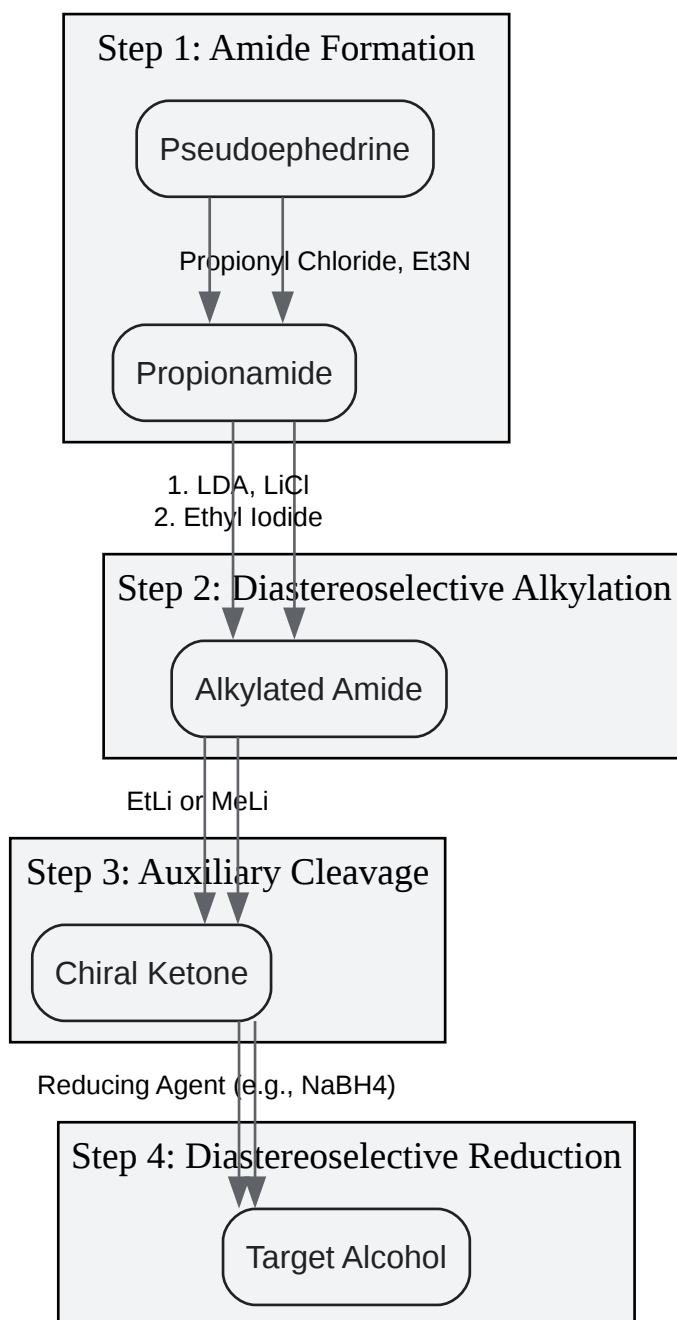 Step 1: Amide Formation
Pseudoephedrine
Propionyl Chloride, Et3N
Propionamide
1. LDA, LiCl
2. Ethyl Iodide
Step 2: Diastereoselective Alkylation
Alkylated Amide
EtLi or MeLi
Step 3: Auxiliary Cleavage
Chiral Ketone
Reducing Agent (e.g., NaBH4)
Step 4: Diastereoselective Reduction
Target Alcohol